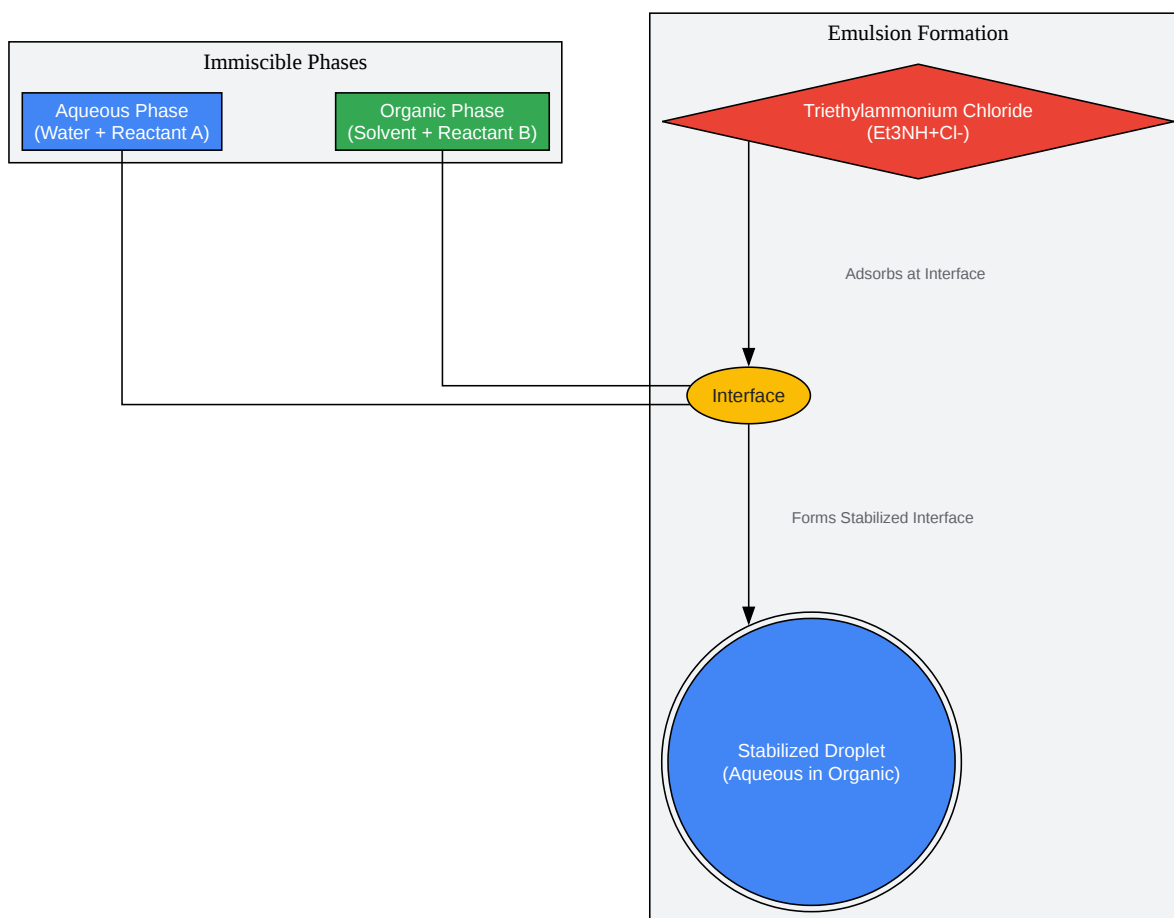 Immiscible Phases
Aqueous Phase
(Water + Reactant A)
Organic Phase
(Solvent + Reactant B)
Emulsion Formation
Triethylammonium Chloride
(Et3NH+Cl-)
Adsorbs at Interface
Interface
Forms Stabilized Interface
Stabilized Droplet
(Aqueous in Organic)